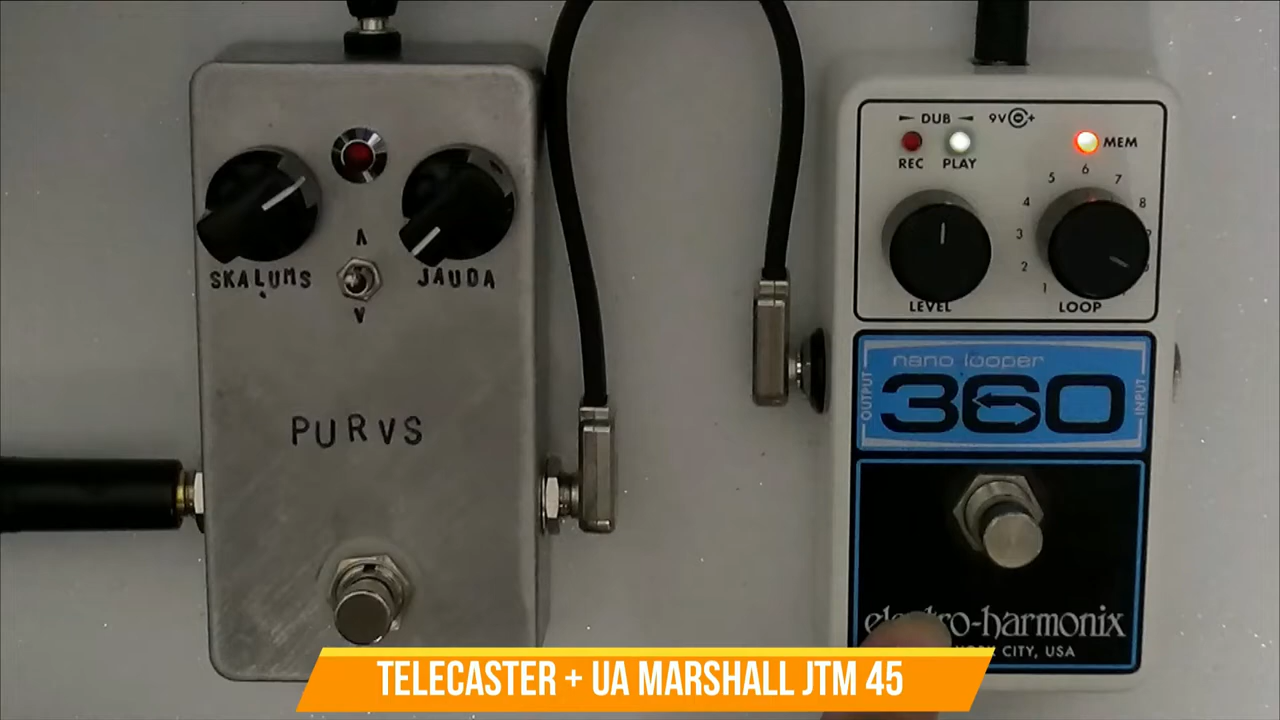 SKAĻUMS
Λ
V
JAUDA
PURVS
DUB
9V
REC
PLAY
MEM
1
2
3
4
5
6
7
8
LEVEL
LOOP
nano looper
360
OUTPUT
INPUT
electro-harmonix
CITY, USA
TELECASTER + UA MARSHALL JTM 45